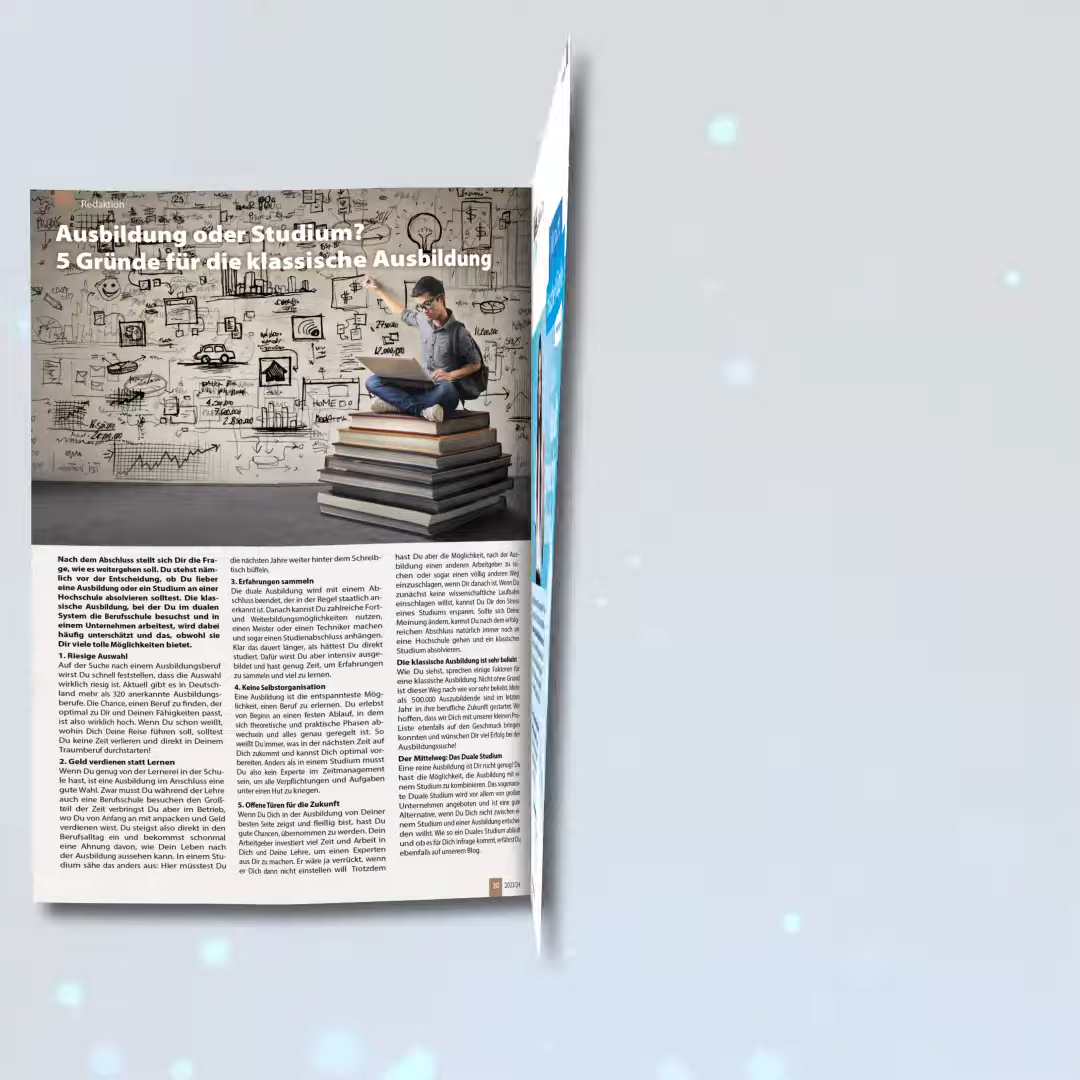 Redaktion
Ausbildung oder Studium?
5 Gründe für die klassische Ausbildung
Nach dem Abschluss stellt sich Dir die Fra-
ge, wie es weitergehen soll. Du stehst näm-
lich vor der Entscheidung, ob Du lieber
eine Ausbildung oder ein Studium an einer
Hochschule absolvieren solltest. Die klas-
sische Ausbildung, bei der Du im dualen
System die Berufsschule besuchst und in
einem Unternehmen arbeitest, wird dabei
häufig unterschätzt und das, obwohl sie
Dir viele tolle Möglichkeiten bietet.
1. Riesige Auswahl
Auf der Suche nach einem Ausbildungsberuf
wirst Du schnell feststellen, dass die Auswahl
wirklich riesig ist. Aktuell gibt es in Deutsch-
land mehr als 320 anerkannte Ausbildungs-
berufe. Die Chance, einen Beruf zu finden, der
optimal zu Dir und Deinen Fähigkeiten passt,
ist also wirklich hoch. Wenn Du schon weißt,
wohin Dich Deine Reise führen soll, solltest
Du keine Zeit verlieren und direkt in Deinem
Traumberuf durchstarten!
2. Geld verdienen statt Lernen
Wenn Du genug von der Lernerei in der Schu-
le hast, ist eine Ausbildung im Anschluss eine
gute Wahl. Zwar musst Du während der Lehre
auch eine Berufsschule besuchen den Groß-
teil der Zeit verbringst Du aber im Betrieb,
wo Du von Anfang an mit anpacken und Geld
verdienen wirst. Du steigst also direkt in den
Berufsalltag ein und bekommst schonmal
eine Ahnung davon, wie Dein Leben nach
der Ausbildung aussehen kann. In einem Stu-
dium sähe das anders aus: Hier müsstest Du
die nächsten Jahre weiter hinter dem Schreib-
tisch büffeln.
3. Erfahrungen sammeln
Die duale Ausbildung wird mit einem Ab-
schluss beendet, der in der Regel staatlich an-
erkannt ist. Danach kannst Du zahlreiche Fort-
und Weiterbildungsmöglichkeiten nutzen,
einen Meister oder einen Techniker machen
und sogar einen Studienabschluss anhängen.
Klar das dauert länger, als hättest Du direkt
studiert. Dafür wirst Du aber intensiv ausge-
bildet und hast genug Zeit, um Erfahrungen
zu sammeln und viel zu lernen.
4. Keine Selbstorganisation
Eine Ausbildung ist die entspannteste Mög-
lichkeit, einen Beruf zu erlernen. Du erlebst
von Beginn an einen festen Ablauf, in dem
sich theoretische und praktische Phasen ab-
wechseln und alles genau geregelt ist. So
weißt Du immer, was in der nächsten Zeit auf
Dich zukommt und kannst Dich optimal vor-
bereiten. Anders als in einem Studium musst
Du also kein Experte im Zeitmanagement
sein, um alle Verpflichtungen und Aufgaben
unter einen Hut zu kriegen.
5. Offene Türen für die Zukunft
Wenn Du Dich in der Ausbildung von Deiner
besten Seite zeigst und fleißig bist, hast Du
gute Chancen, übernommen zu werden. Dein
Arbeitgeber investiert viel Zeit und Arbeit in
Dich und Deine Lehre, um einen Experten
aus Dir zu machen. Er wäre ja verrückt, wenn
er Dich dann nicht einstellen will Trotzdem
hast Du aber die Möglichkeit, nach der Aus-
bildung einen anderen Arbeitgeber zu su-
chen oder sogar einen völlig anderen Weg
einzuschlagen, wenn Dir danach ist. Wenn Du
zunächst keine wissenschaftliche Laufbahn
einschlagen willst, kannst Du Dir den Stress
eines Studiums ersparen. Sollte sich Deine
Meinung ändern, kannst Du nach dem erfolg-
reichen Abschluss natürlich immer noch an
eine Hochschule gehen und ein klassisches
Studium absolvieren.
Die klassische Ausbildung ist sehr beliebt
Wie Du siehst, sprechen einige Faktoren für
eine klassische Ausbildung. Nicht ohne Grund
ist dieser Weg nach wie vor sehr beliebt. Mehr
als 500.000 Auszubildende sind im letzten
Jahr in ihre berufliche Zukunft gestartet. Wir
hoffen, dass wir Dich mit unserer kleinen Pro-
Liste ebenfalls auf den Geschmack bringen
konnten und wünschen Dir viel Erfolg bei der
Ausbildungssuche!
Der Mittelweg: Das Duale Studium
Eine reine Ausbildung ist Dir nicht genug? Du
hast die Möglichkeit, die Ausbildung mit ei-
nem Studium zu kombinieren. Das sogenann-
te Duale Studium wird vor allem von großen
Unternehmen angeboten und ist eine gute
Alternative, wenn Du Dich nicht zwischen ei-
nem Studium und einer Ausbildung entschei-
den willst. Wie so ein Duales Studium abläuft
und ob es für Dich infrage kommt, erfährst Du
ebenfalls auf unserem Blog.
30 2023/24